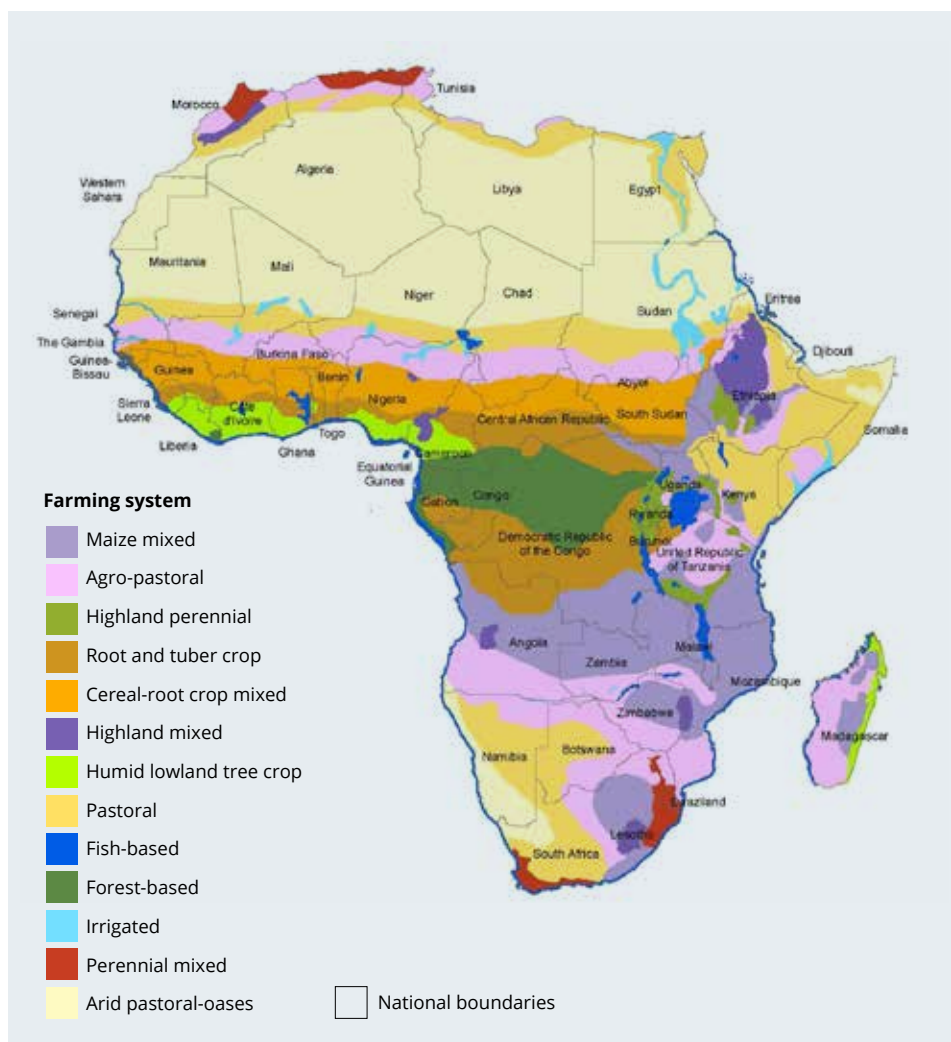 Tunisia
Morocco
Algeria
Western
Sahara
Libya
Egypt
Mauritania
Mali
Niger
Chad
Sudan
Eritrea
Senegal
The Gambia
Guinea-
Bissau
Burkina Faso
Djibouti
Guinea
Benin
Abyei
Ethiopia
Nigeria
Sierra
Leone
Côte
d'Ivoire
Central African Republic
South Sudan
Somalia
Togo
Liberia
Ghana
Cameroon
Equatorial
Guinea
Uganda
Kenya
Gabon
Congo
Rwanda
Democratic Republic
of the Congo
Burundi
United Republic
of Tanzania
Angola
Malawi
Zambia
Mozambique
Zimbabwe
Madagascar
Namibia
Botswana
Swaziland
Lesotho
South Africa
Farming system
Maize mixed
Agro-pastoral
Highland perennial
Root and tuber crop
Cereal-root crop mixed
Highland mixed
Humid lowland tree crop
Pastoral
Fish-based
Forest-based
Irrigated
Perennial mixed
Arid pastoral-oases
National boundaries